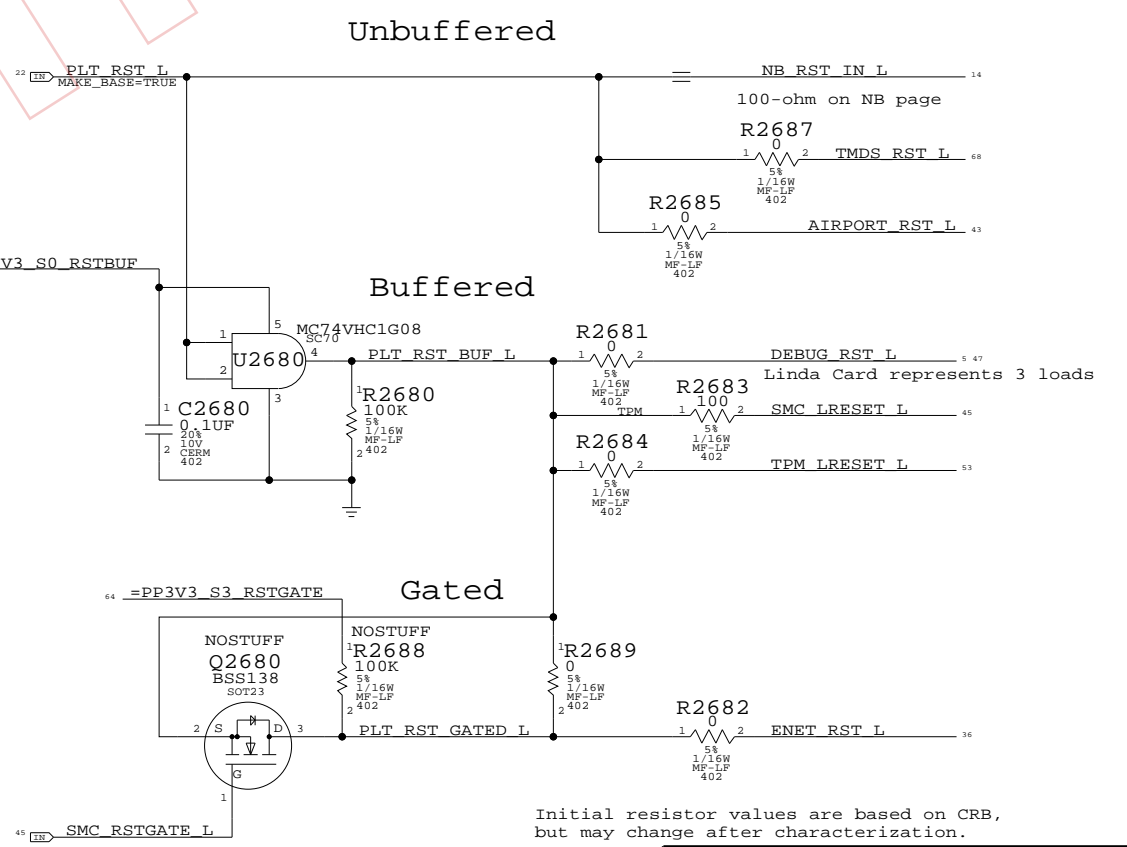 Unbuffered
22 IN PLT_RST_L
MAKE_BASE=TRUE
NB_RST_IN_L 14
100-ohm on NB page
R2687
0
1 2 TMDS_RST_L 68
5%
1/16W
MF-LF
402
R2685
0
1 2 AIRPORT_RST_L 43
5%
1/16W
MF-LF
402
V3_S0_RSTBUF
Buffered
5 MC74VHC1G08
SC70
1
U2680 4 PLT_RST_BUF_L
2
3
R2681
0
1 2 DEBUG_RST_L 5 47
5%
1/16W
MF-LF
402
Linda Card represents 3 loads
1 R2680
100K
5%
1/16W
MF-LF
2 402
1 C2680
0.1UF
20%
2 10V
CERM
402
R2683
TPM 1 100 2 SMC_LRESET_L 45
5%
1/16W
MF-LF
402
R2684
0
1 2 TPM_LRESET_L 53
5%
1/16W
MF-LF
402
Gated
64 =PP3V3_S3_RSTGATE
NOSTUFF
Q2680
BSS138
SOT23
2 S D 3
G
1
NOSTUFF
1 R2688
100K
5%
1/16W
MF-LF
2 402
1 R2689
0
5%
1/16W
MF-LF
2 402
PLT_RST_GATED_L
R2682
0
1 2 ENET_RST_L 36
5%
1/16W
MF-LF
402
45 IN SMC_RSTGATE_L
Initial resistor values are based on CRB,
but may change after characterization.